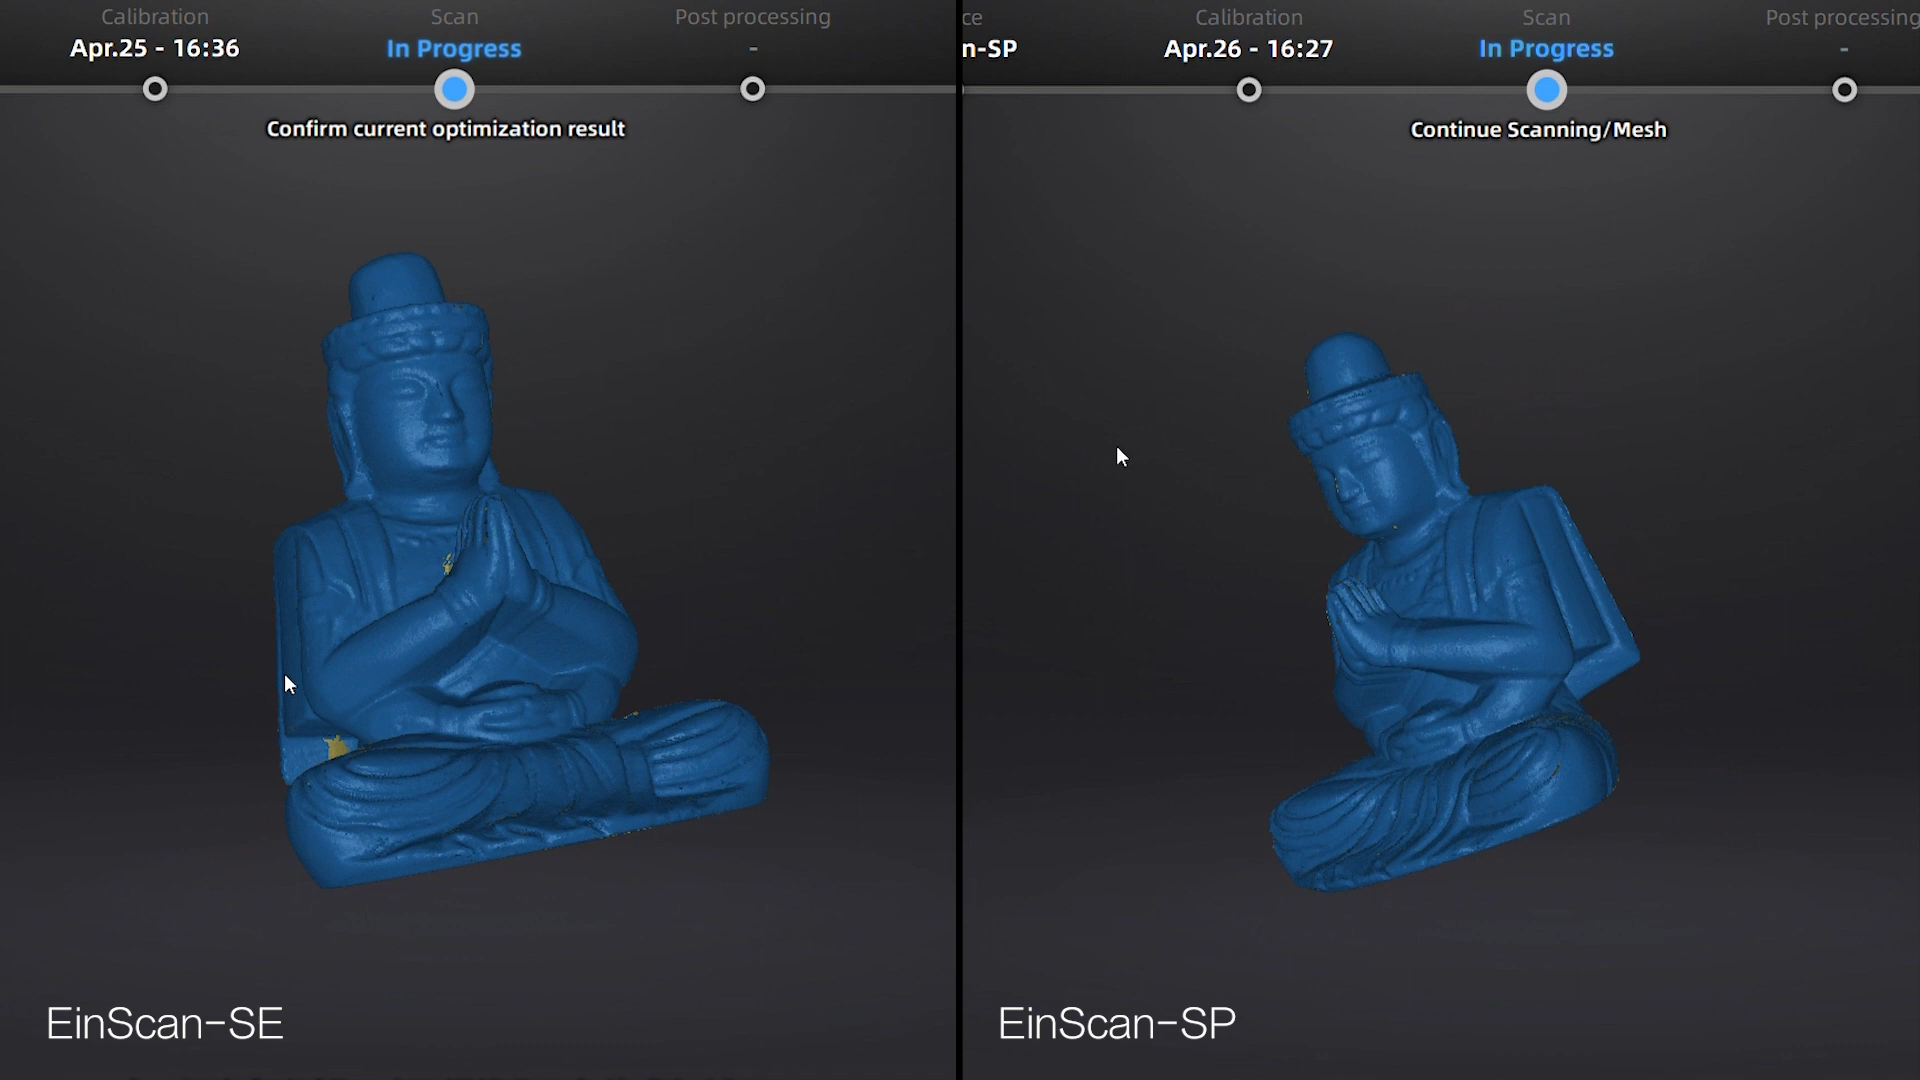 Calibration Scan Post processing
Apr.25 - 16:36 In Progress -
Confirm current optimization result
EinScan-SE
ce Calibration Scan Post processing
n-SP Apr.26 - 16:27 In Progress -
Continue Scanning/Mesh
EinScan-SP